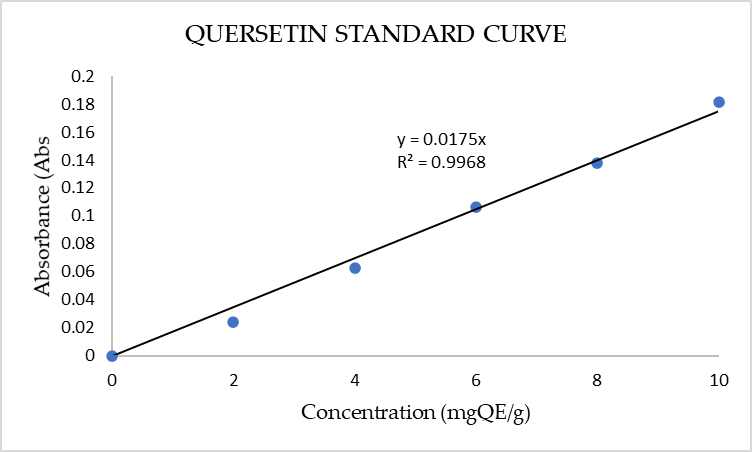 QUERSETIN STANDARD CURVE
0.2
0.18
0.16
0.14
0.12
0.1
0.08
0.06
0.04
0.02
0
y = 0.0175x
R² = 0.9968
Absorbance (Abs
0 2 4 6 8 10
Concentration (mgQE/g)